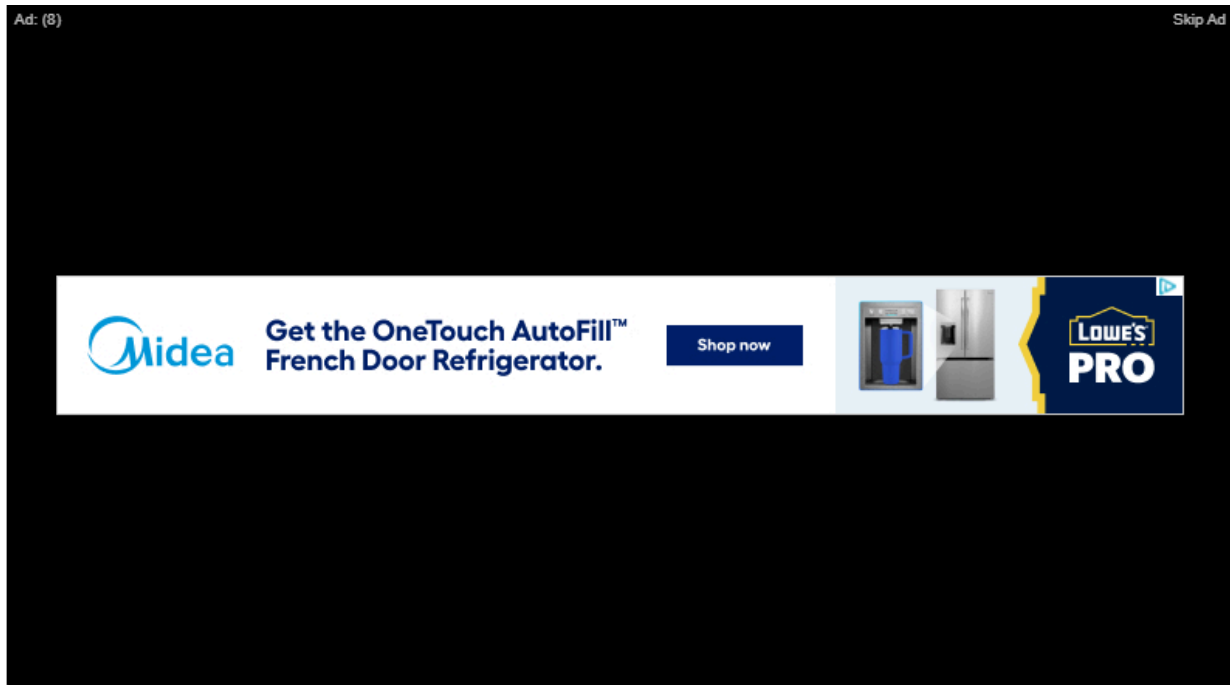 Ad: (8)
Skip Ad
Midea
Get the OneTouch AutoFill™
French Door Refrigerator.
Shop now
LOWE'S
PRO